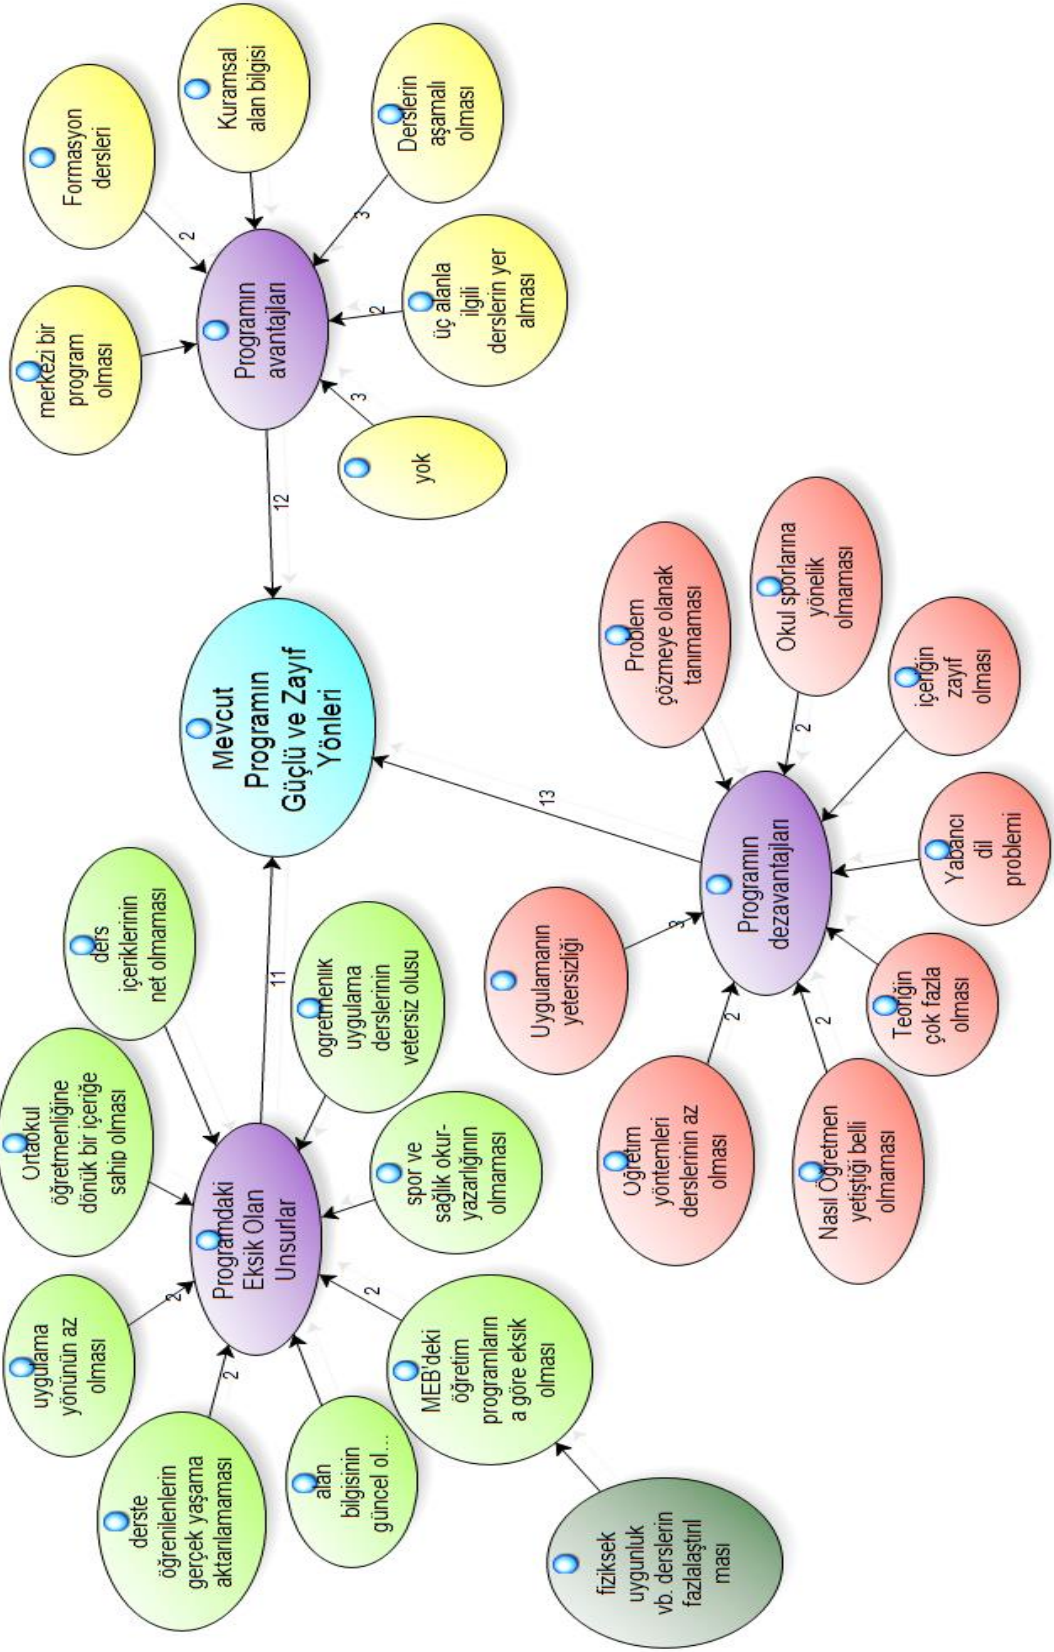 Mevcut
Programın
Güçlü ve Zayıf
Yönleri
11
12
13
Programdaki
Eksik Olan
Unsurlar
derste
öğrenilenlerin
gerçek yaşama
aktarılamaması
2
uygulama
yönünün az
olması
2
Ortaokul
öğretmenliğine
dönük bir içeriğe
sahip olması
ders
içeriklerinin
net olmaması
alan
bilgisinin
güncel ol...
MEB'deki
öğretim
programların
a göre eksik
olması
2
spor ve
sağlık okur-
yazarlığının
olmaması
ogretmenlık
uygulama
derslerinin
vetersiz olusu
fiziksek
uygunluk
vb. derslerin
fazlalaştırıl
ması
Programın
avantajları
merkezi bir
program
olması
Formasyon
dersleri
2
Kuramsal
alan bilgisi
yok
3
üç alanla
ilgili
derslerin yer
alması
2
Derslerin
aşamalı
olması
3
Programın
dezavantajları
Uygulamanın
yetersizliği
3
Problem
çözmeye olanak
tanımaması
Oğretım
yöntemleri
derslerinin az
olması
2
Nasıl Öğretmen
yetiştiği belli
olmaması
2
Teoriğin
çok fazla
olması
Yabancı
dil
problemi
içeriğin
zayıf
olması
Okul sporlarına
yönelik
olmaması
2